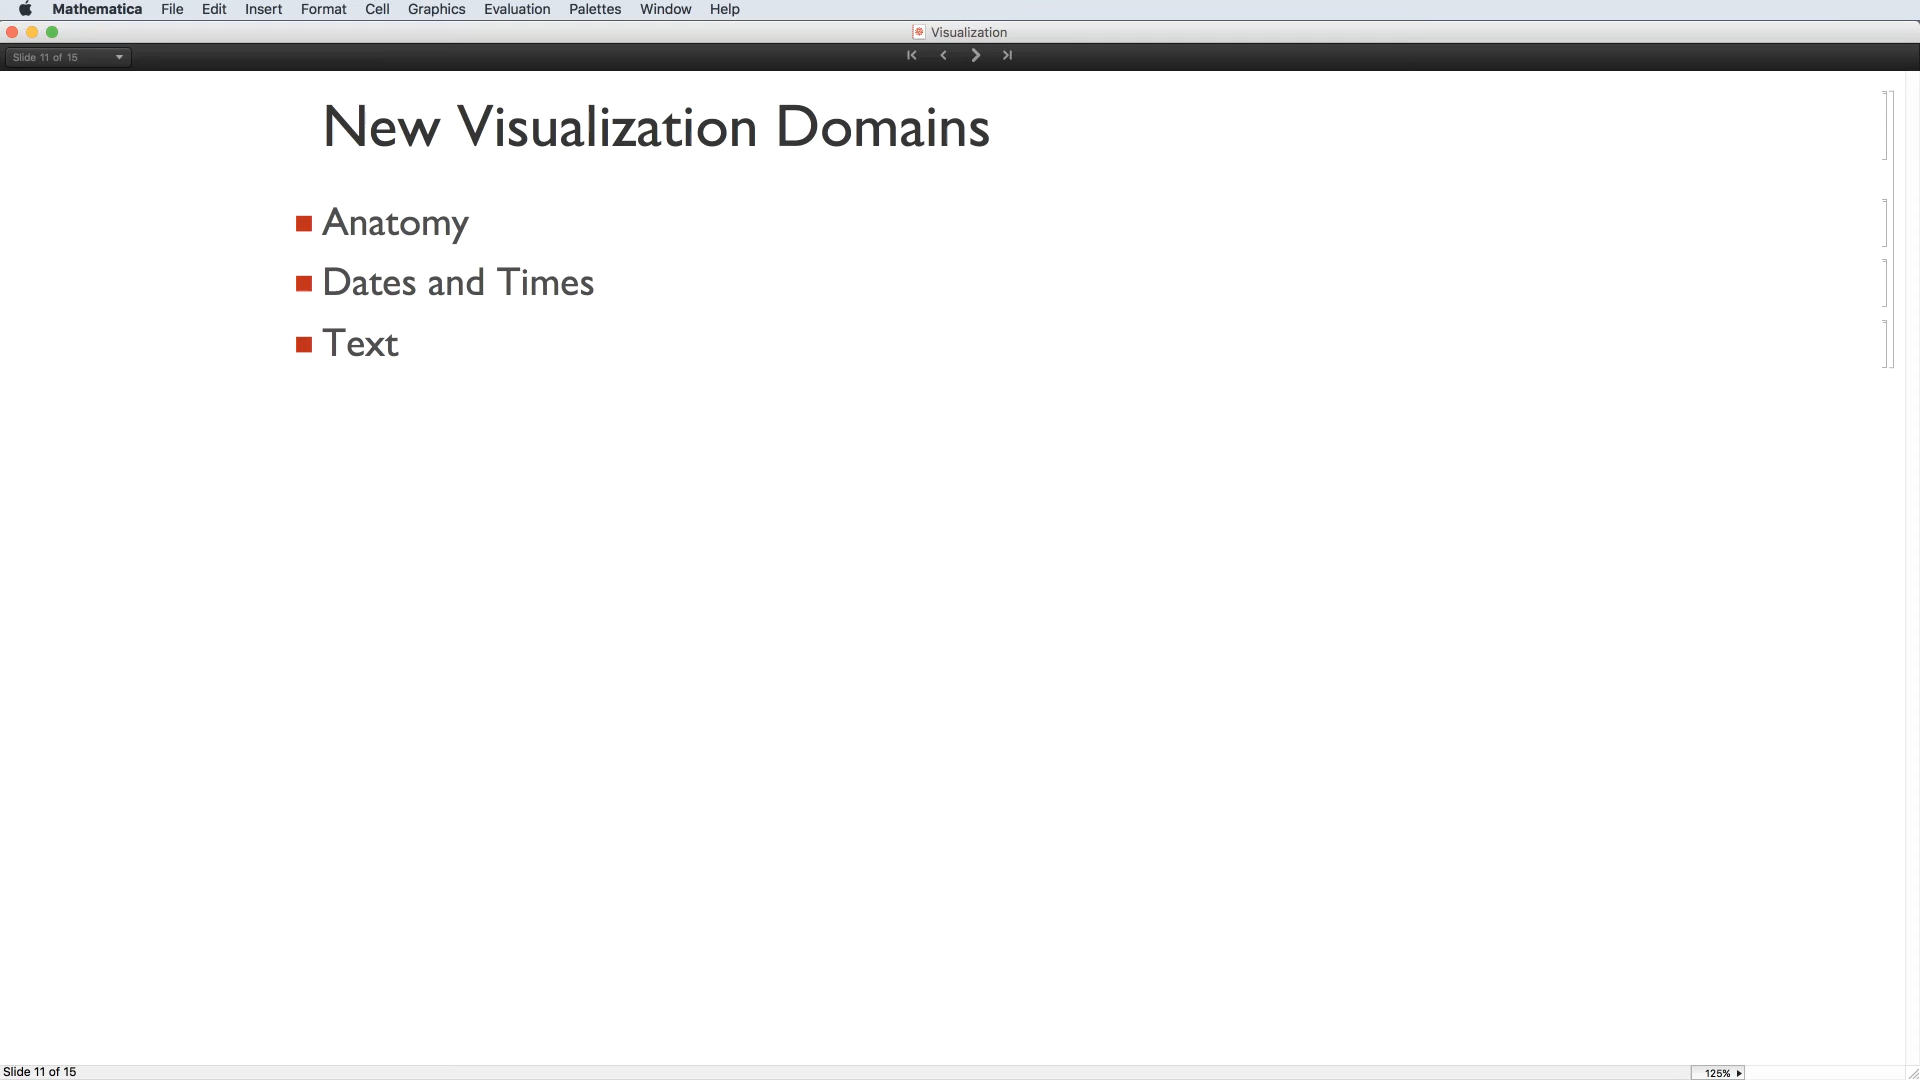 Mathematica File Edit Insert Format Cell Graphics Evaluation Palettes Window Help
Visualization
Slide 11 of 15
New Visualization Domains
Anatomy
Dates and Times
Text
Slide 11 of 15
125%